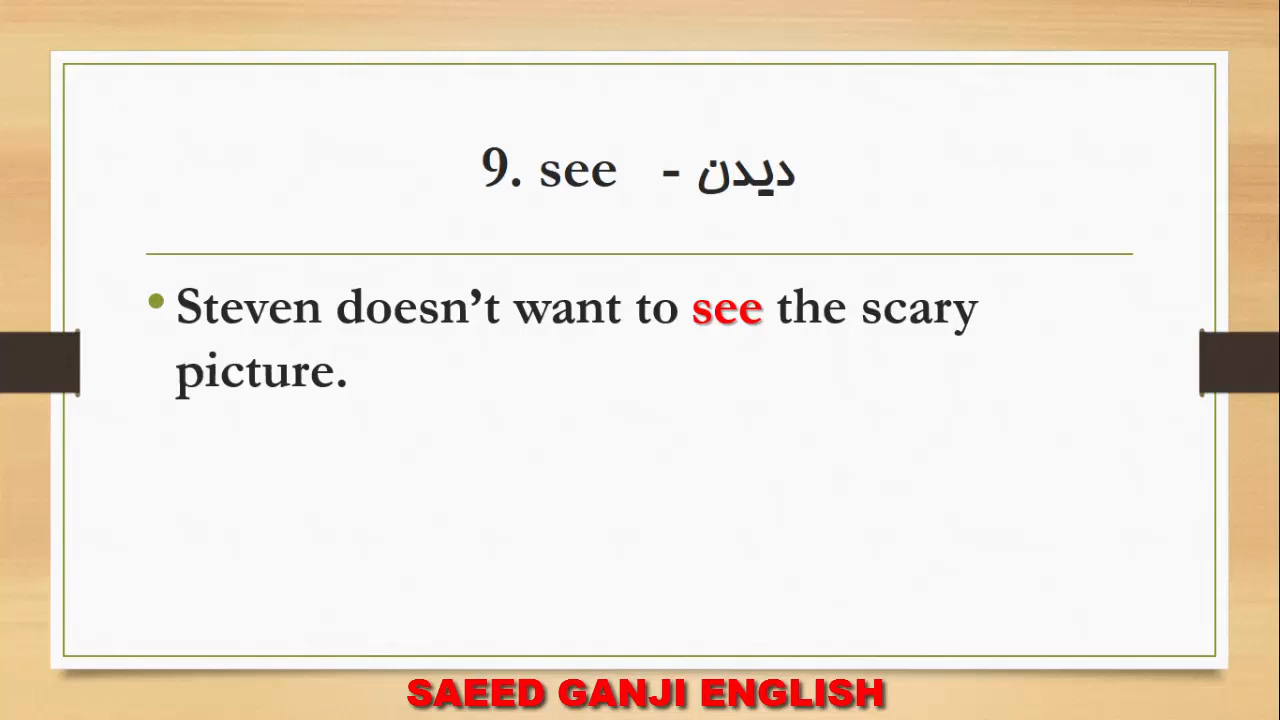 9. see - دیدن
• Steven doesn’t want to see the scary
picture.
SAEED GANJI ENGLISH